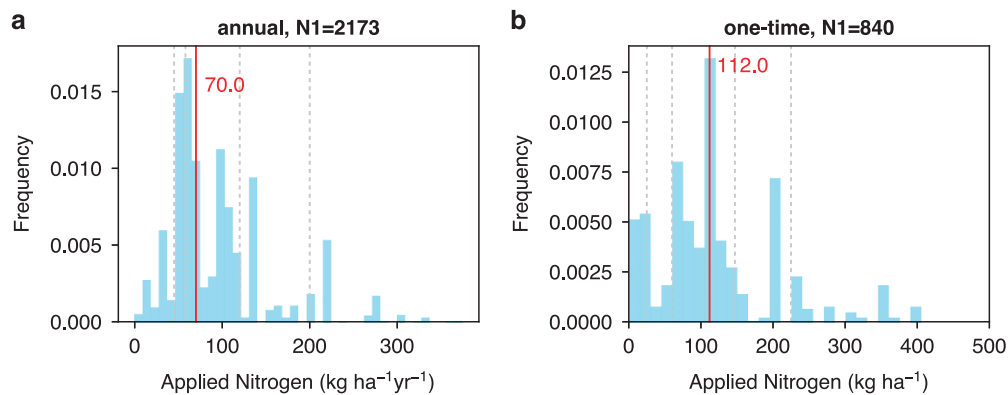 a
annual, N1=2173
Frequency
0.015
0.010
0.005
0.000
70.0
0
100
200
300
Applied Nitrogen (kg ha⁻¹yr⁻¹)
b
one-time, N1=840
Frequency
0.0125
0.0100
0.0075
0.0050
0.0025
0.0000
112.0
0
100
200
300
400
500
Applied Nitrogen (kg ha⁻¹)